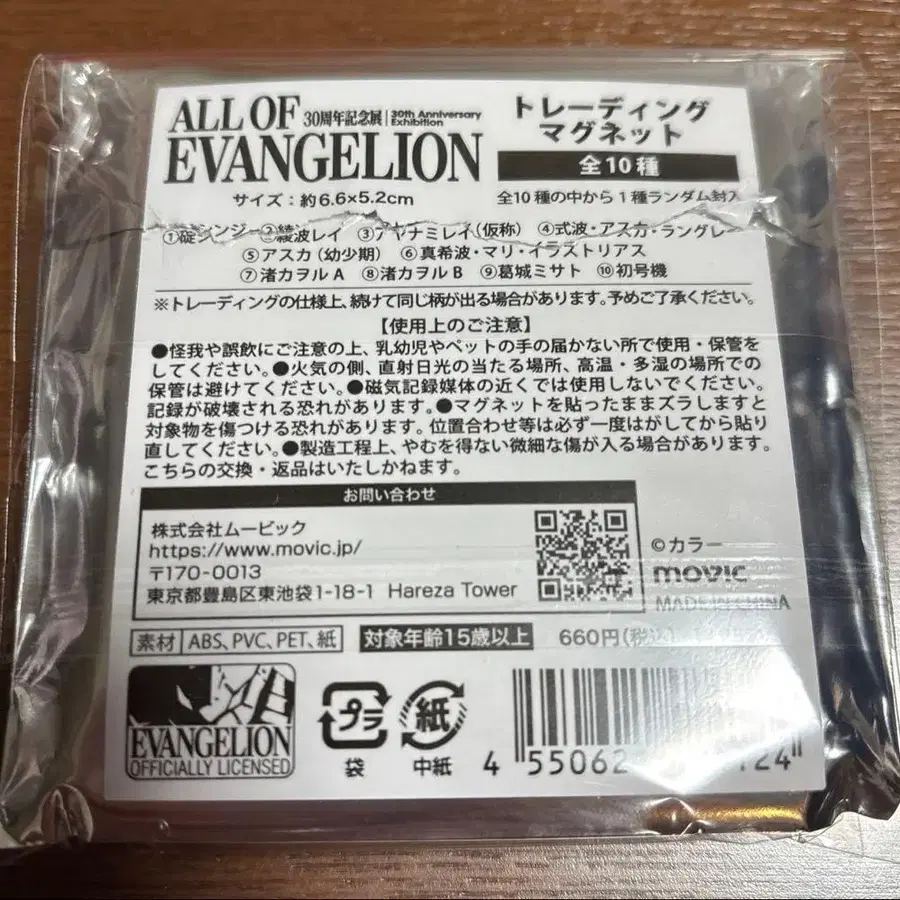 ALL OF
30周年記念展 30th Anniversary Exhibition
EVANGELION
サイズ：約6.6×5.2cm
トレーディング
マグネット
全10種
全10種の中から1種ランダム封入
①碇シンジ ②綾波レイ ③アヤナミレイ(仮称) ④式波・アスカ・ラングレー
⑤アスカ(幼少期) ⑥真希波・マリ・イラストリアス
⑦渚カヲルA ⑧渚カヲルB ⑨葛城ミサト ⑩初号機
※トレーディングの仕様上、続けて同じ柄が出る場合があります。予めご了承ください。
【使用上のご注意】
●怪我や誤飲にご注意の上、乳幼児やペットの手の届かない所で使用・保管を
してください。●火気の側、直射日光の当たる場所、高温・多湿の場所での
保管は避けてください。●磁気記録媒体の近くでは使用しないでください。
記録が破壊される恐れがあります。●マグネットを貼ったままズラしますと
対象物を傷つける恐れがあります。位置合わせ等は必ず一度はがしてから貼り
直してください。●製造工程上、やむを得ない微細な傷が入る場合があります。
こちらの交換・返品はいたしかねます。
お問い合わせ
株式会社ムービック
https://www.movic.jp/
〒170-0013
東京都豊島区東池袋1-18-1 Hareza Tower
©カラー
movic
MADE IN CHINA
素材 ABS、PVC、PET、紙
対象年齢15歳以上
660円(税込)
EVANGELION
OFFICIALLY LICENSED
プラ
袋
紙
中紙
4 55062 124